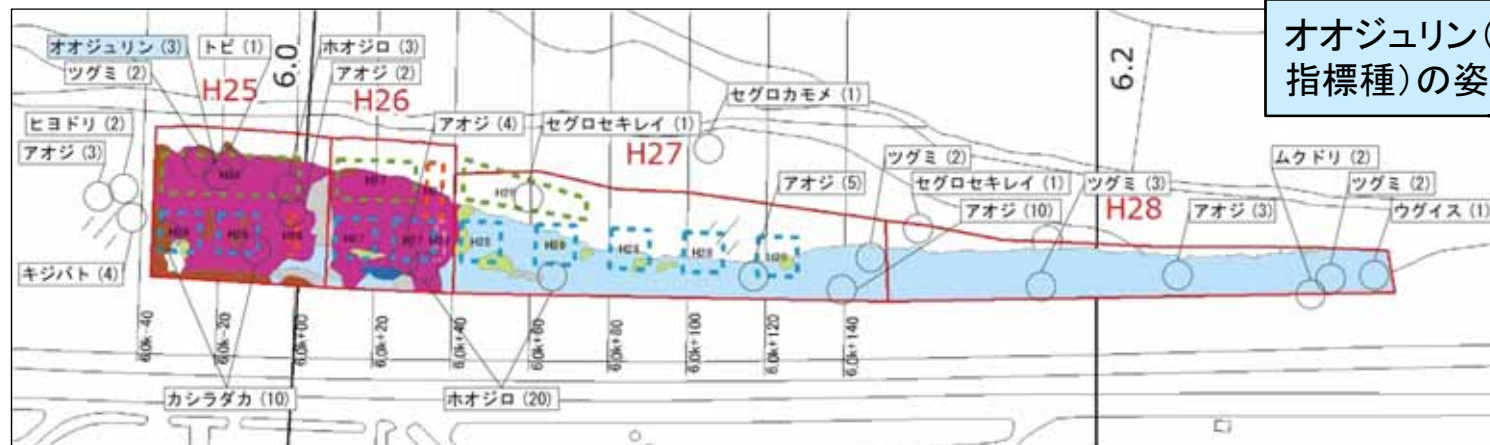 オオジュリン(
指標種)の姿
オオジュリン (3)
トビ (1)
6.0
ホオジロ (3)
ツグミ (2)
H25
アオジ (2)
H26
セグロカモメ (1)
6.2
ヒヨドリ (2)
アオジ (4)
セグロセキレイ (1)
H27
アオジ (3)
ツグミ (2)
ムクドリ (2)
アオジ (5)
セグロセキレイ (1)
ツグミ (3)
ツグミ (2)
アオジ (10)
H28
アオジ (3)
ウグイス (1)
キジバト (4)
6.0k-40
6.0k-20
6.0k+00
6.0k+20
6.0k+40
6.0k+60
6.0k+80
6.0k+100
6.0k+120
6.0k+140
カシラダカ (10)
ホオジロ (20)